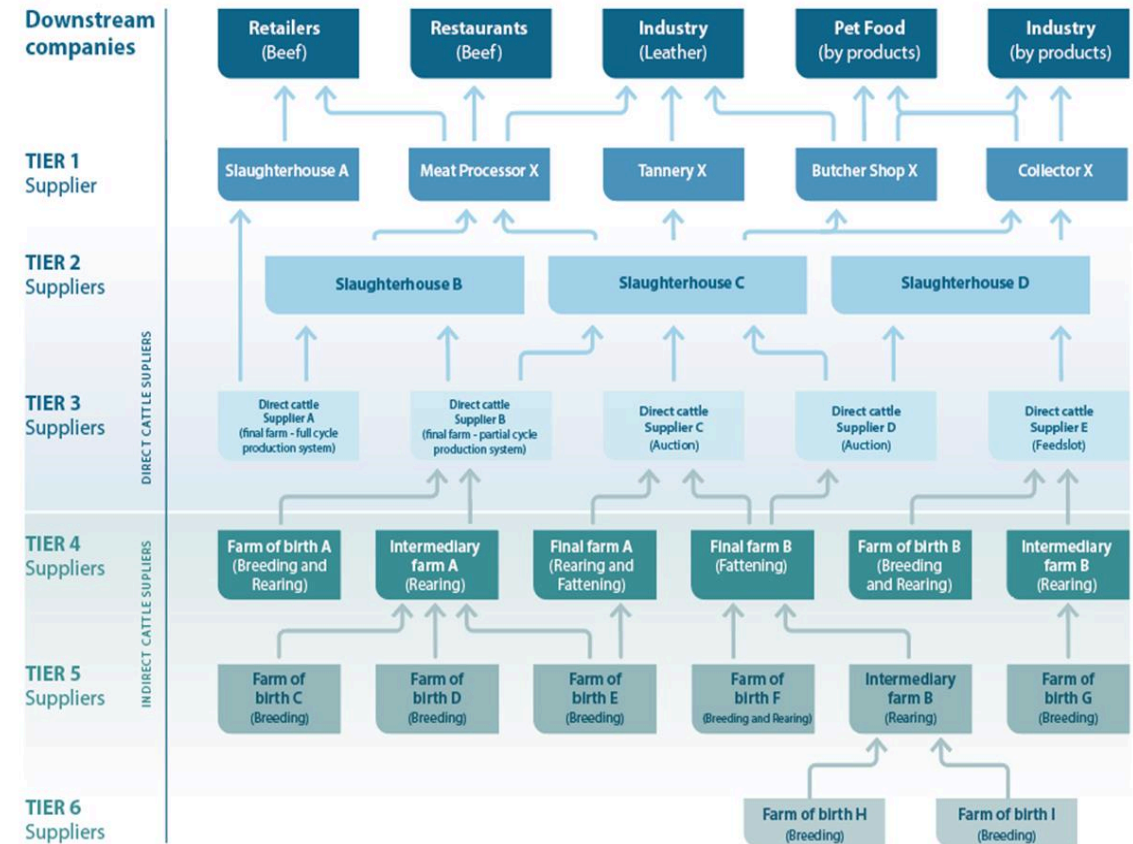 Downstream
companies
Retailers
(Beef)
Restaurants
(Beef)
Industry
(Leather)
Pet Food
(by products)
Industry
(by products)
TIER 1
Supplier
Slaughterhouse A
Meat Processor X
Tannery X
Butcher Shop X
Collector X
TIER 2
Suppliers
Slaughterhouse B
Slaughterhouse C
Slaughterhouse D
DIRECT CATTLE SUPLIERS
TIER 3
Suppliers
Direct cattle
Supplier A
(final farm - full cycle
production system)
Direct cattle
Supplier B
(final farm - partial cycle
production system)
Direct cattle
Supplier C
(Auction)
Direct cattle
Supplier D
(Auction)
Direct cattle
Supplier E
(Feedslot)
INDIRECT CATTLE SUPLIERS
TIER 4
Suppliers
Farm of birth A
(Breeding and
Rearing)
Intermediary
farm A
(Rearing)
Final farm A
(Rearing and
Fattening)
Final farm B
(Fattening)
Farm of birth B
(Breeding
and Rearing)
Intermediary
farm B
(Rearing)
TIER 5
Suppliers
Farm of
birth C
(Breeding)
Farm of
birth D
(Breeding)
Farm of
birth E
(Breeding)
Farm of
birth F
(Breeding and Rearing)
Intermediary
farm B
(Rearing)
Farm of
birth G
(Breeding)
TIER 6
Suppliers
Farm of birth H
(Breeding)
Farm of birth I
(Breeding)